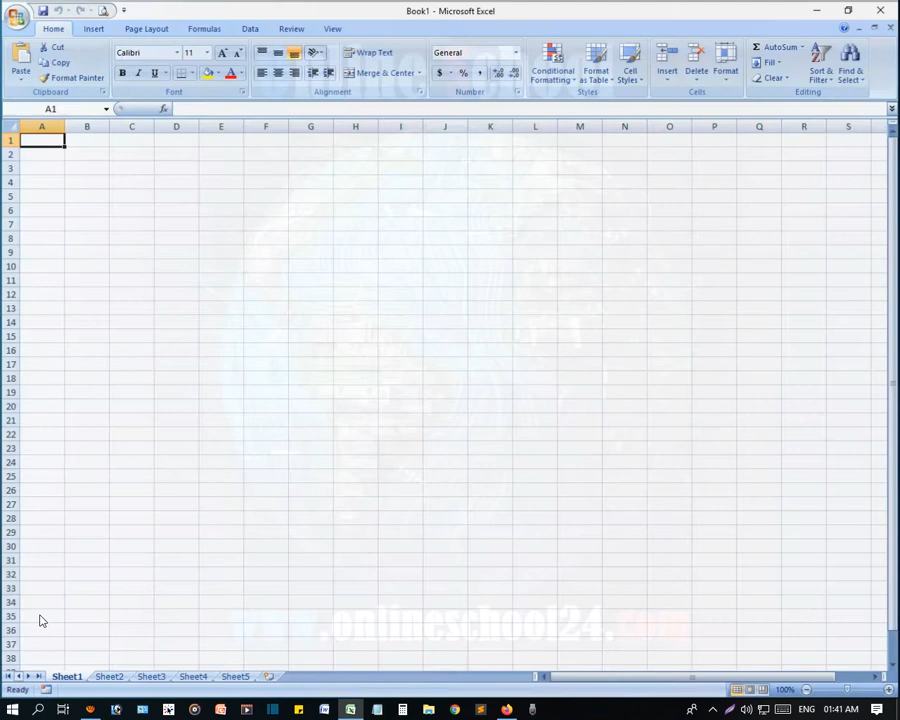 Book1 - Microsoft Excel
Home Insert Page Layout Formulas Data Review View
Paste Cut Copy Format Painter Clipboard
Calibri 11 B I U Font
Wrap Text Merge & Center Alignment
General $ % , Number
Conditional Formatting Format as Table Cell Styles Styles
Insert Delete Format Cells
Σ AutoSum Fill Clear Sort & Filter Find & Select Editing
A1 fx
A B C D E F G H I J K L M N O P Q R S
1
2
3
4
5
6
7
8
9
10
11
12
13
14
15
16
17
18
19
20
21
22
23
24
25
26
27
28
29
30
31
32
33
34
35
36
37
38
www.onlineschool24.com
Sheet1 Sheet2 Sheet3 Sheet4 Sheet5
Ready 100%
ENG 01:41 AM